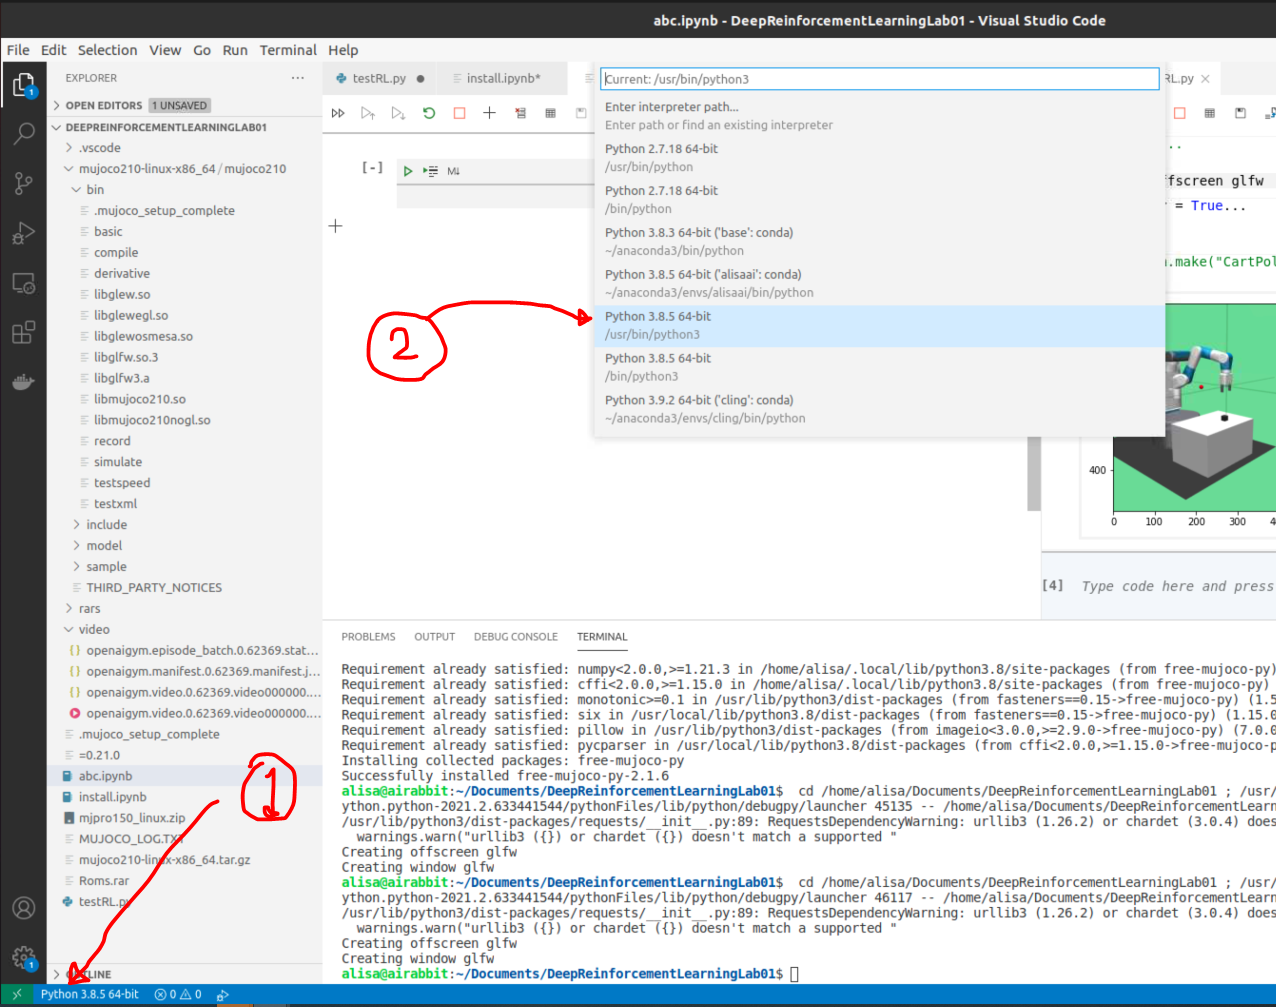 abc.ipynb - DeepReinforcementLearningLab01 - Visual Studio Code
File Edit Selection View Go Run Terminal Help
EXPLORER ...
OPEN EDITORS 1 UNSAVED
DEEPREINFORCEMENTLEARNINGLAB01
.vscode
mujoco210-linux-x86_64 / mujoco210
bin
.mujoco_setup_complete
basic
compile
derivative
libglew.so
libglewegl.so
libglewosmesa.so
libglfw.so.3
libglfw3.a
libmujoco210.so
libmujoco210nogl.so
record
simulate
testspeed
testxml
include
model
sample
THIRD_PARTY_NOTICES
rars
video
openaigym.episode_batch.0.62369.stat...
openaigym.manifest.0.62369.manifest.j...
openaigym.video.0.62369.video000000....
openaigym.video.0.62369.video000000....
.mujoco_setup_complete
=0.21.0
abc.ipynb
install.ipynb
mjpro150_linux.zip
MUJOCO_LOG.TXT
mujoco210-linux-x86_64.tar.gz
Roms.rar
testRL.py
OUTLINE
1
testRL.py
install.ipynb*
RL.py
[-]
M↓
2
Current: /usr/bin/python3
Enter interpreter path...
Enter path or find an existing interpreter
Python 2.7.18 64-bit
/usr/bin/python
Python 2.7.18 64-bit
/bin/python
Python 3.8.3 64-bit ('base': conda)
~/anaconda3/bin/python
Python 3.8.5 64-bit ('alisaai': conda)
~/anaconda3/envs/alisaai/bin/python
Python 3.8.5 64-bit
/usr/bin/python3
Python 3.8.5 64-bit
/bin/python3
Python 3.9.2 64-bit ('cling': conda)
~/anaconda3/envs/cling/bin/python
ffscreen glfw
= True...
.make("CartPol
400
0 100 200 300
[4] Type code here and press
PROBLEMS OUTPUT DEBUG CONSOLE TERMINAL
Requirement already satisfied: numpy<2.0.0,>=1.21.3 in /home/alisa/.local/lib/python3.8/site-packages (from free-mujoco-py)
Requirement already satisfied: cffi<2.0.0,>=1.15.0 in /home/alisa/.local/lib/python3.8/site-packages (from free-mujoco-py)
Requirement already satisfied: monotonic>=0.1 in /usr/lib/python3/dist-packages (from fasteners==0.15->free-mujoco-py) (1.5
Requirement already satisfied: six in /usr/local/lib/python3.8/dist-packages (from fasteners==0.15->free-mujoco-py) (1.15.0
Requirement already satisfied: pillow in /usr/lib/python3/dist-packages (from imageio<3.0.0,>=2.9.0->free-mujoco-py) (7.0.0
Requirement already satisfied: pycparser in /usr/local/lib/python3.8/dist-packages (from cffi<2.0.0,>=1.15.0->free-mujoco-p
Installing collected packages: free-mujoco-py
Successfully installed free-mujoco-py-2.1.6
alisa@airabbit:~/Documents/DeepReinforcementLearningLab01$ cd /home/alisa/Documents/DeepReinforcementLearningLab01 ; /usr/
ython.python-2021.2.633441544/pythonFiles/lib/python/debugpy/launcher 45135 -- /home/alisa/Documents/DeepReinforcementLearn
/usr/lib/python3/dist-packages/requests/__init__.py:89: RequestsDependencyWarning: urllib3 (1.26.2) or chardet (3.0.4) does
warnings.warn("urllib3 ({}) or chardet ({}) doesn't match a supported "
Creating offscreen glfw
Creating window glfw
alisa@airabbit:~/Documents/DeepReinforcementLearningLab01$ cd /home/alisa/Documents/DeepReinforcementLearningLab01 ; /usr/
ython.python-2021.2.633441544/pythonFiles/lib/python/debugpy/launcher 46117 -- /home/alisa/Documents/DeepReinforcementLearn
/usr/lib/python3/dist-packages/requests/__init__.py:89: RequestsDependencyWarning: urllib3 (1.26.2) or chardet (3.0.4) does
warnings.warn("urllib3 ({}) or chardet ({}) doesn't match a supported "
Creating offscreen glfw
Creating window glfw
alisa@airabbit:~/Documents/DeepReinforcementLearningLab01$
Python 3.8.5 64-bit 0 0